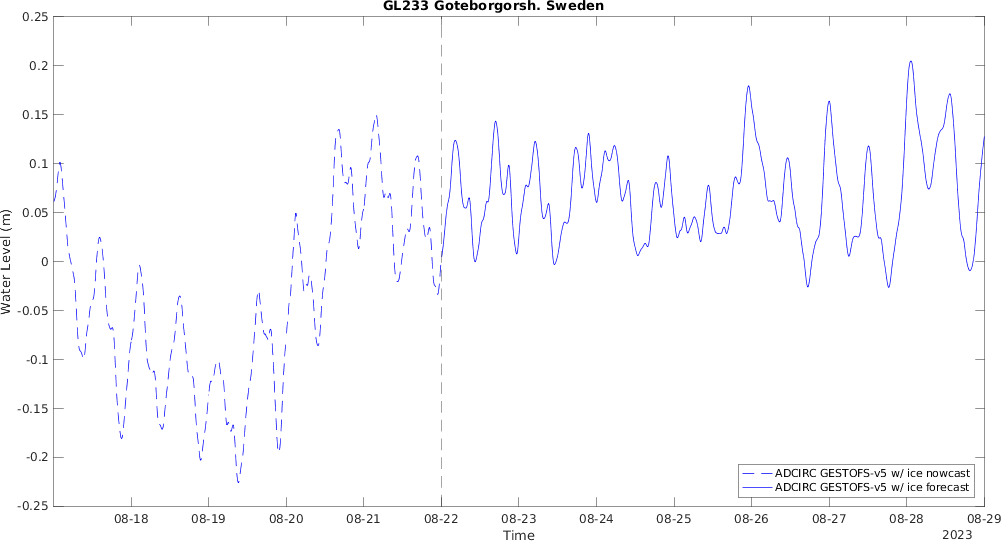 GL233 Goteborgorsh. Sweden
Water Level (m)
0.25
0.2
0.15
0.1
0.05
0
-0.05
-0.1
-0.15
-0.2
-0.25
ADCIRC GESTOFS-v5 w/ ice nowcast
ADCIRC GESTOFS-v5 w/ ice forecast
08-18 08-19 08-20 08-21 08-22 08-23 08-24 08-25 08-26 08-27 08-28 08-29
Time
2023